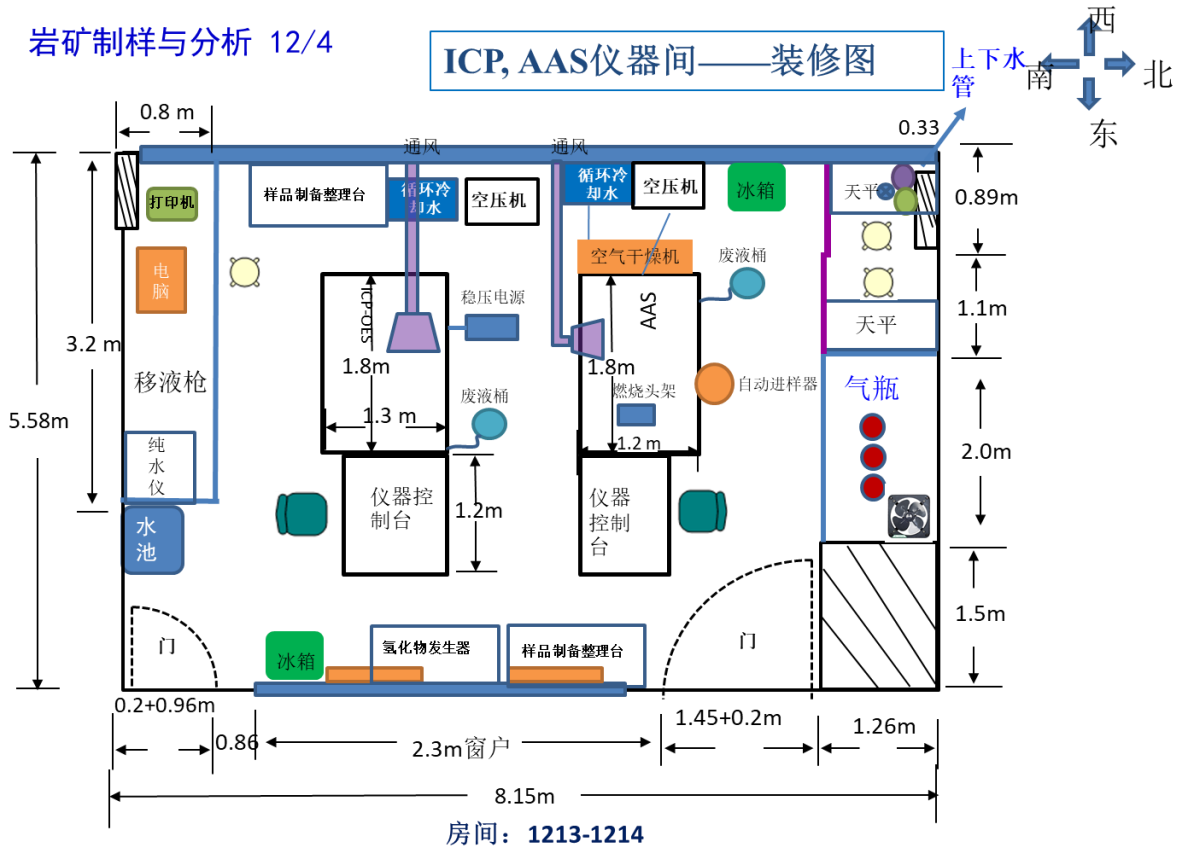 岩矿制样与分析 12/4
ICP, AAS仪器间——装修图
西
南
北
东
上下水
管
0.8 m
通风
通风
0.33
打印机
样品制备整理台
循环冷
却水
空压机
循环冷
却水
空压机
冰箱
天平
0.89m
电
脑
空气干燥机
废液桶
ICP-OES
稳压电源
AAS
天平
1.1m
3.2 m
1.8m
1.8m
移液枪
废液桶
燃烧头架
自动进样器
气瓶
5.58m
1.3 m
1.2 m
2.0m
纯
水
仪
仪器控
制台
1.2m
仪器
控制
台
水
池
1.5m
门
冰箱
氢化物发生器
样品制备整理台
门
0.2+0.96m
0.86
2.3m窗户
1.45+0.2m
1.26m
8.15m
房间：1213-1214